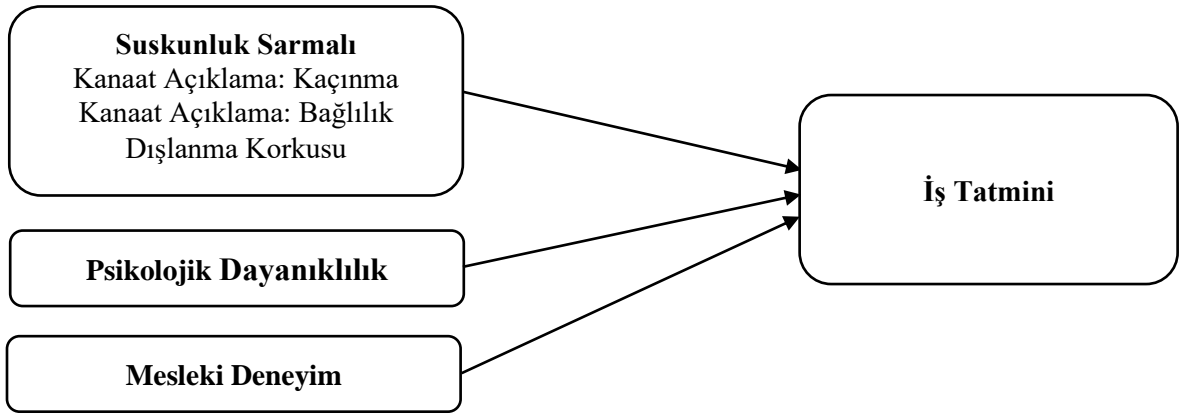 Suskunluk Sarmalı
Kanaat Açıklama: Kaçınma
Kanaat Açıklama: Bağlılık
Dışlanma Korkusu
İş Tatmini
Psikolojik Dayanıklılık
Mesleki Deneyim